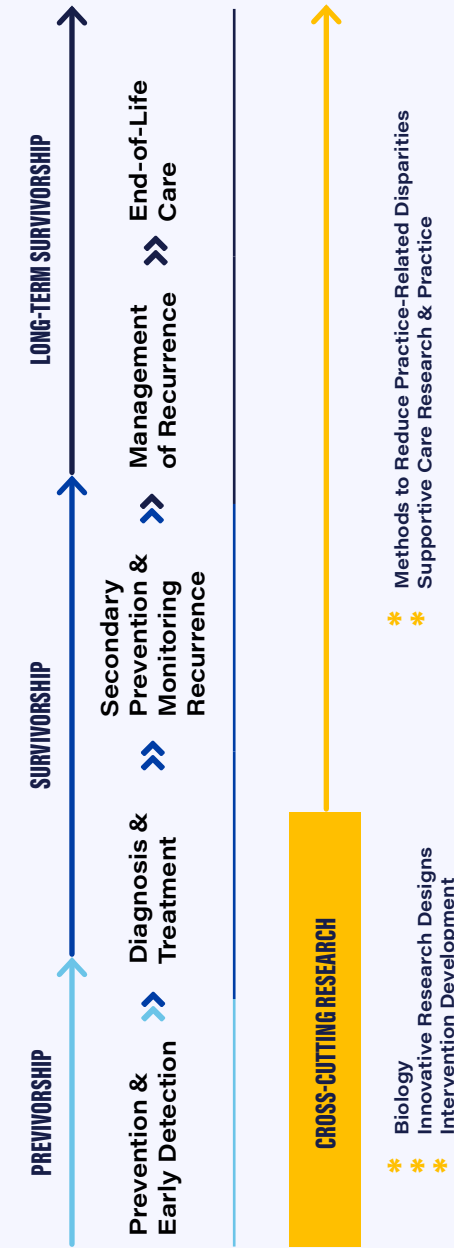 PREVIVORSHIP
SURVIVORSHIP
LONG-TERM SURVIVORSHIP
Prevention &
Early Detection
Diagnosis &
Treatment
Secondary
Prevention &
Monitoring
Recurrence
Management
of Recurrence
End-of-Life
Care
CROSS-CUTTING RESEARCH
* Biology
* Innovative Research Designs
* Intervention Development
* Methods to Reduce Practice-Related Disparities
* Supportive Care Research & Practice